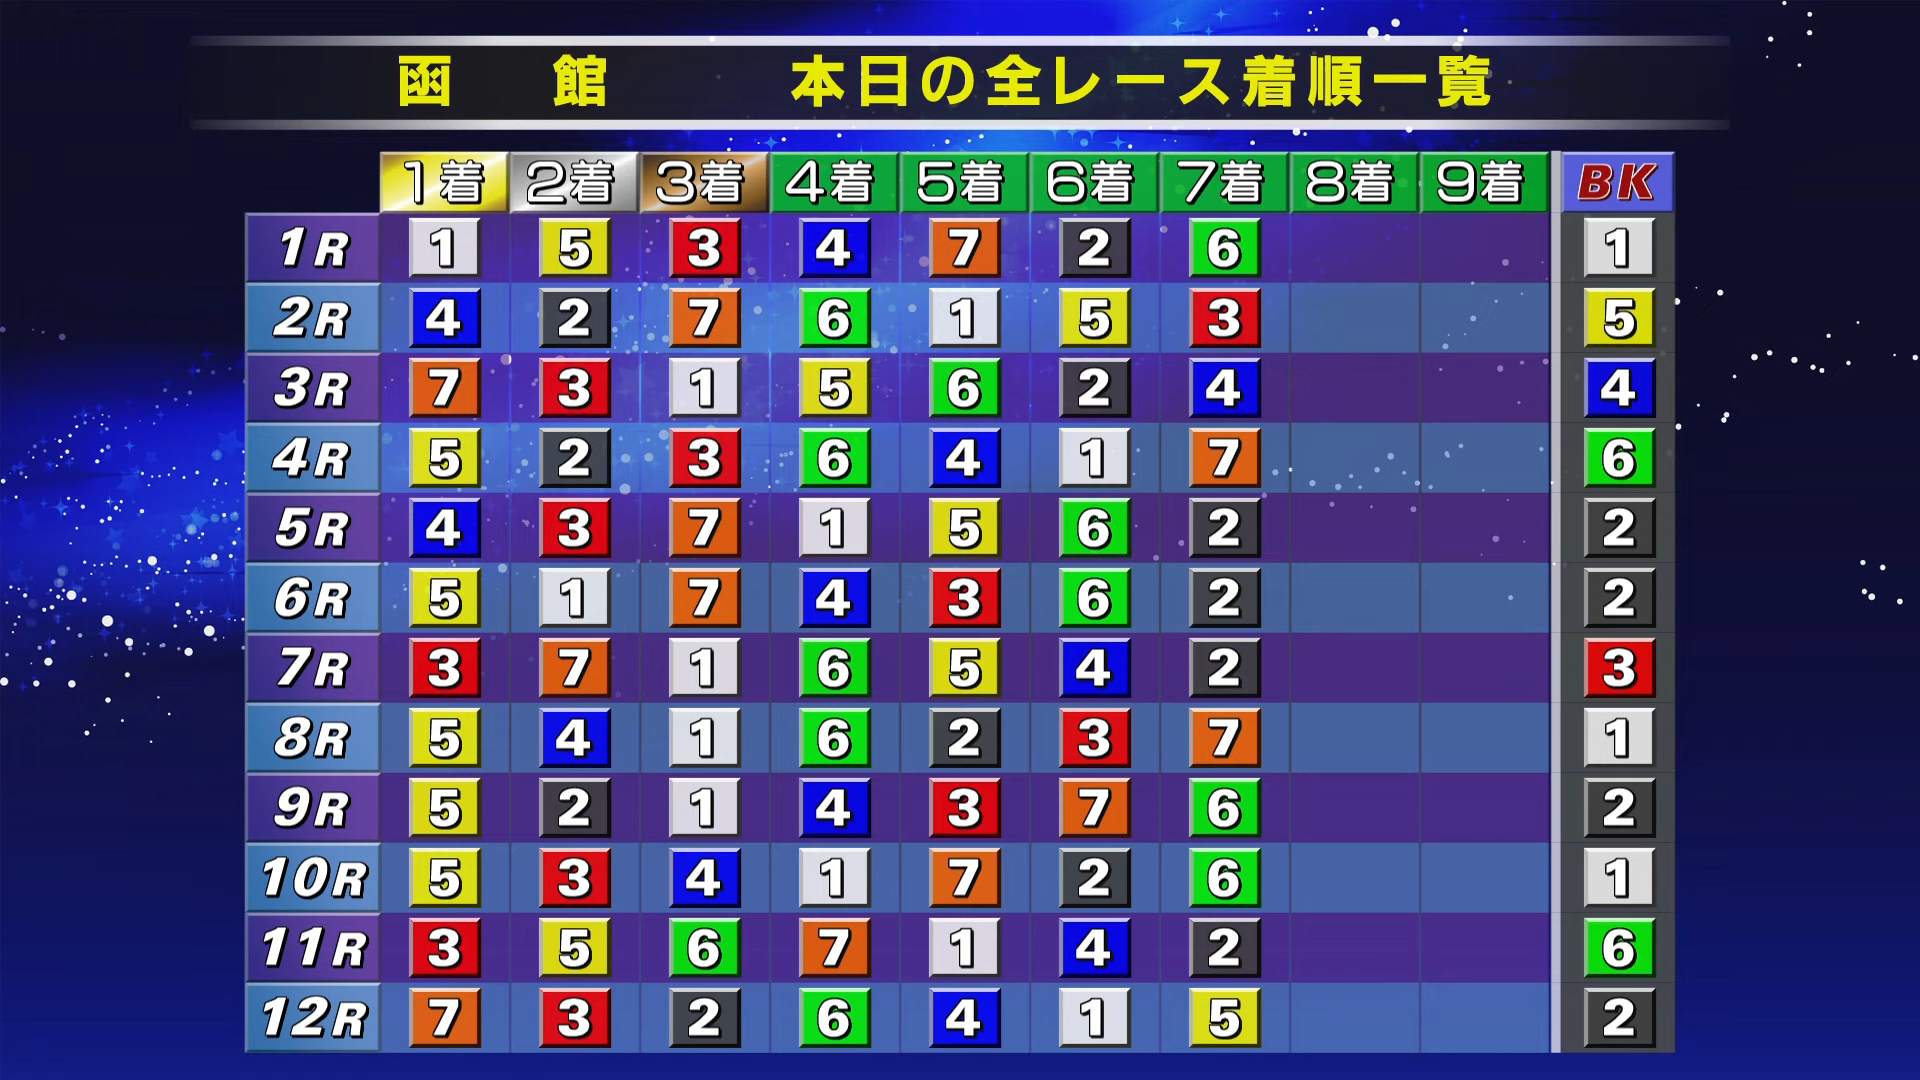 函館 本日の全レース着順一覧
1着 2着 3着 4着 5着 6着 7着 8着 9着 BK
1R 1 5 3 4 7 2 6 1
2R 4 2 7 6 1 5 3 5
3R 7 3 1 5 6 2 4 4
4R 5 2 3 6 4 1 7 6
5R 4 3 7 1 5 6 2 2
6R 5 1 7 4 3 6 2 2
7R 3 7 1 6 5 4 2 3
8R 5 4 1 6 2 3 7 1
9R 5 2 1 4 3 7 6 2
10R 5 3 4 1 7 2 6 1
11R 3 5 6 7 1 4 2 6
12R 7 3 2 6 4 1 5 2